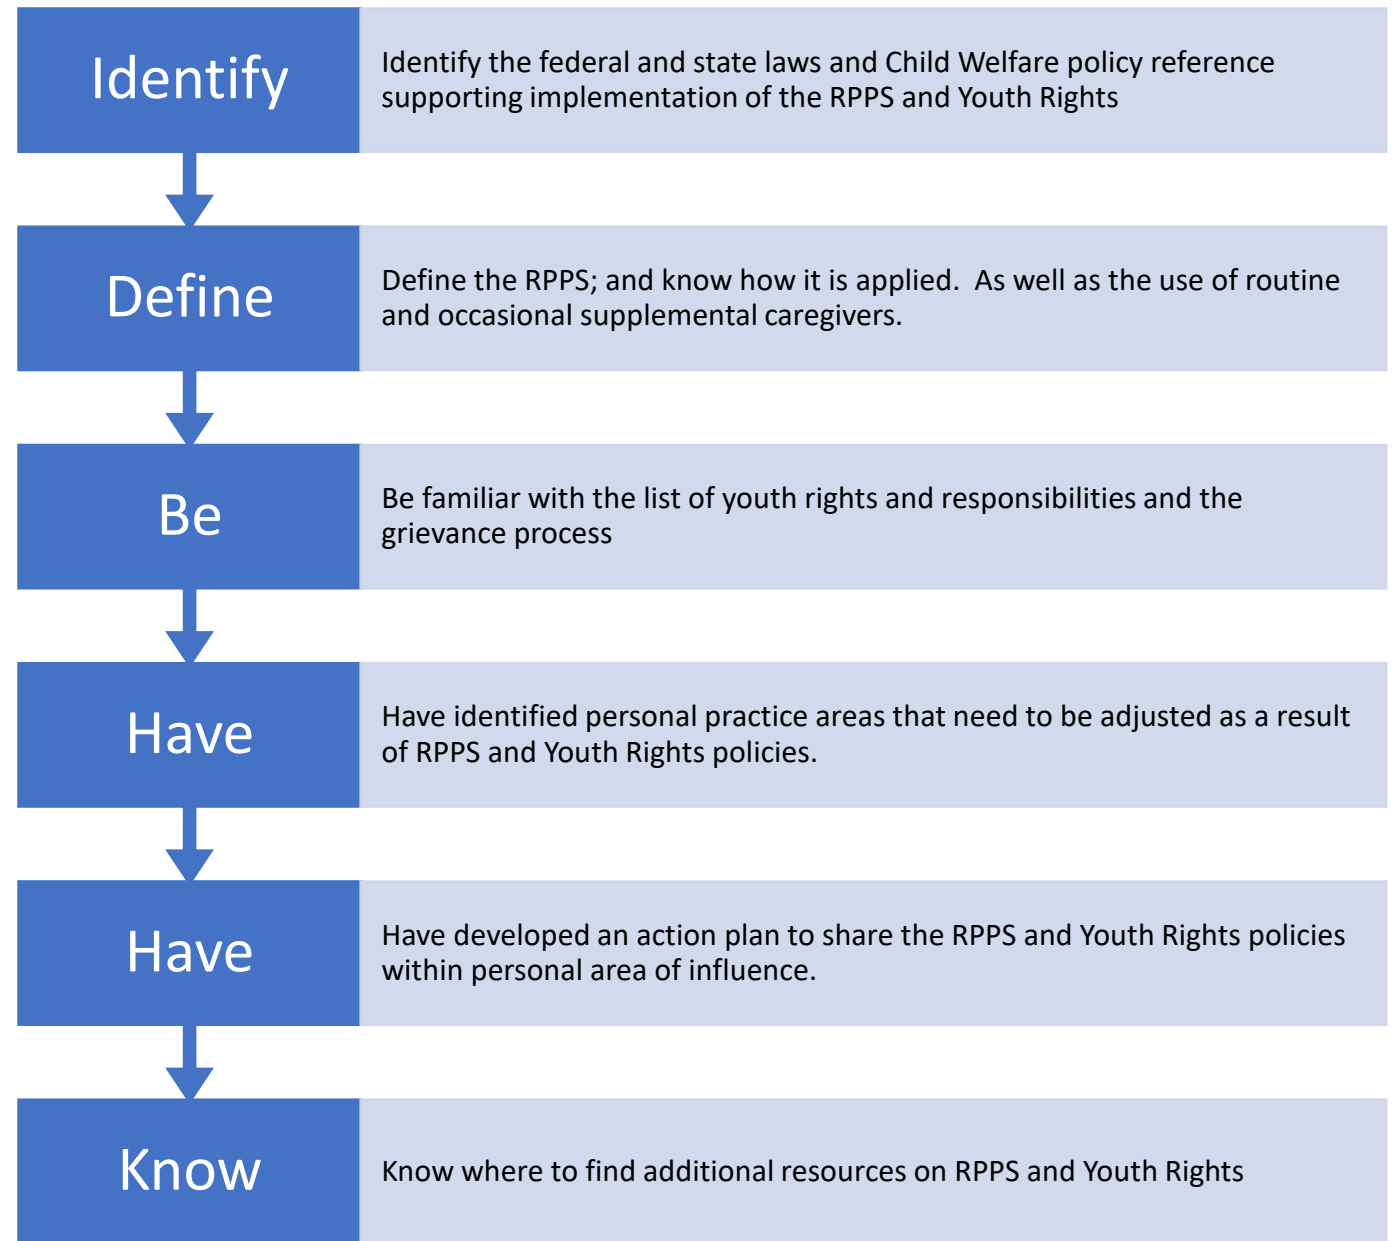 Identify
Identify the federal and state laws and Child Welfare policy reference
supporting implementation of the RPPS and Youth Rights
Define
Define the RPPS; and know how it is applied.  As well as the use of routine
and occasional supplemental caregivers.
Be
Be familiar with the list of youth rights and responsibilities and the
grievance process
Have
Have identified personal practice areas that need to be adjusted as a result
of RPPS and Youth Rights policies.
Have
Have developed an action plan to share the RPPS and Youth Rights policies
within personal area of influence.
Know
Know where to find additional resources on RPPS and Youth Rights